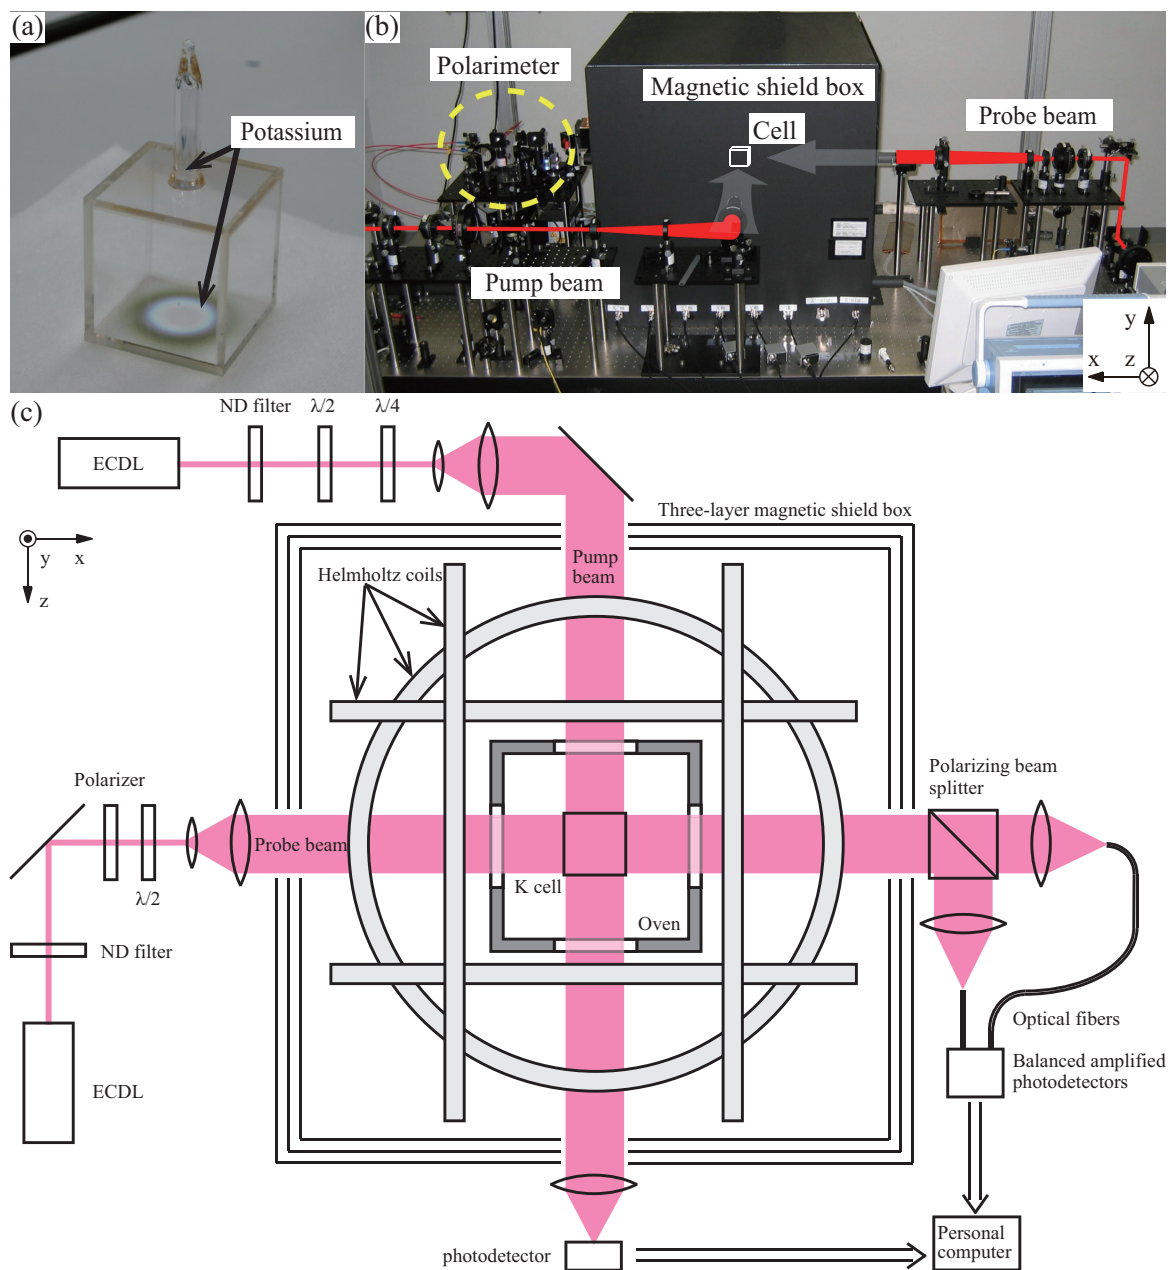 (a)
Potassium
(b)
Polarimeter
Magnetic shield box
Cell
Probe beam
Pump beam
y
x z
(c)
ND filter
λ/2
λ/4
ECDL
y x
z
Three-layer magnetic shield box
Pump
beam
Helmholtz coils
Polarizer
Probe beam
λ/2
K cell
Oven
Polarizing beam
splitter
ND filter
ECDL
Optical fibers
Balanced amplified
photodetectors
photodetector
Personal
computer